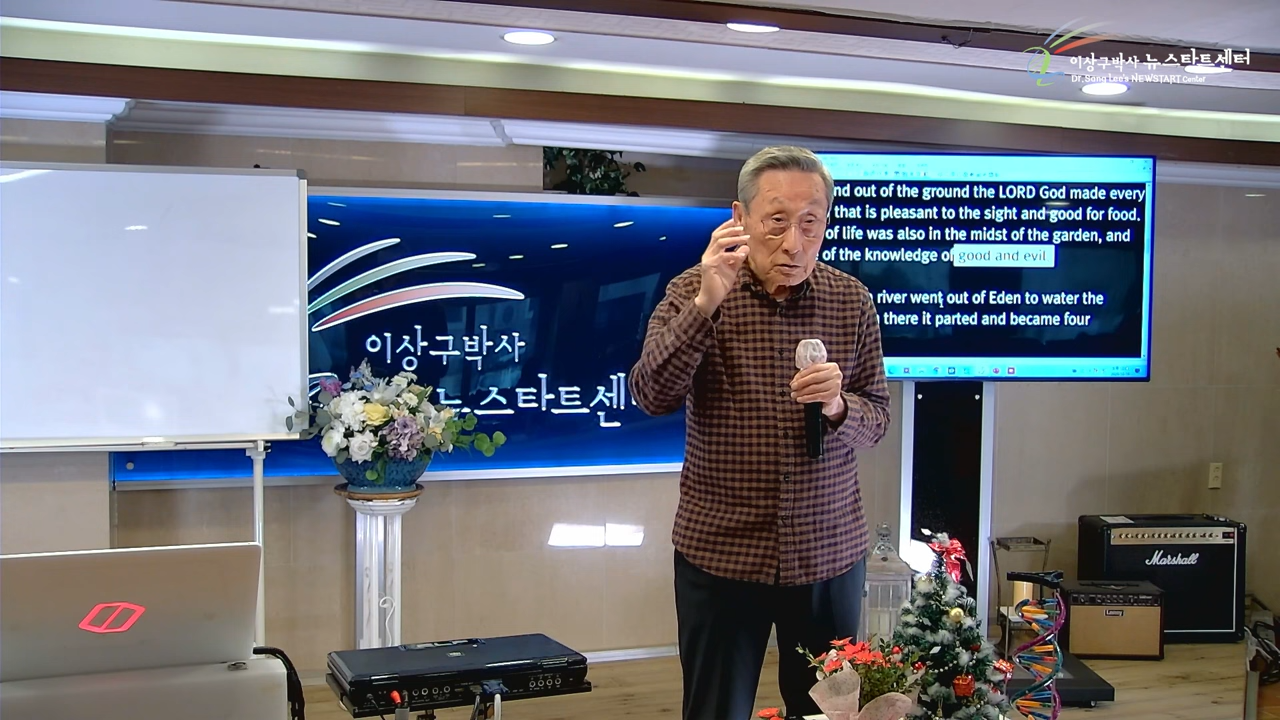 이상구박사 뉴스타트센터
Dr. Sang Lee's NEWSTART Center
nd out of the ground the LORD God made every
that is pleasant to the sight and good for food.
of life was also in the midst of the garden, and
of the knowledge of good and evil
river went out of Eden to water the
there it parted and became four
이상구박사
뉴스타트센
Marshall
Laney